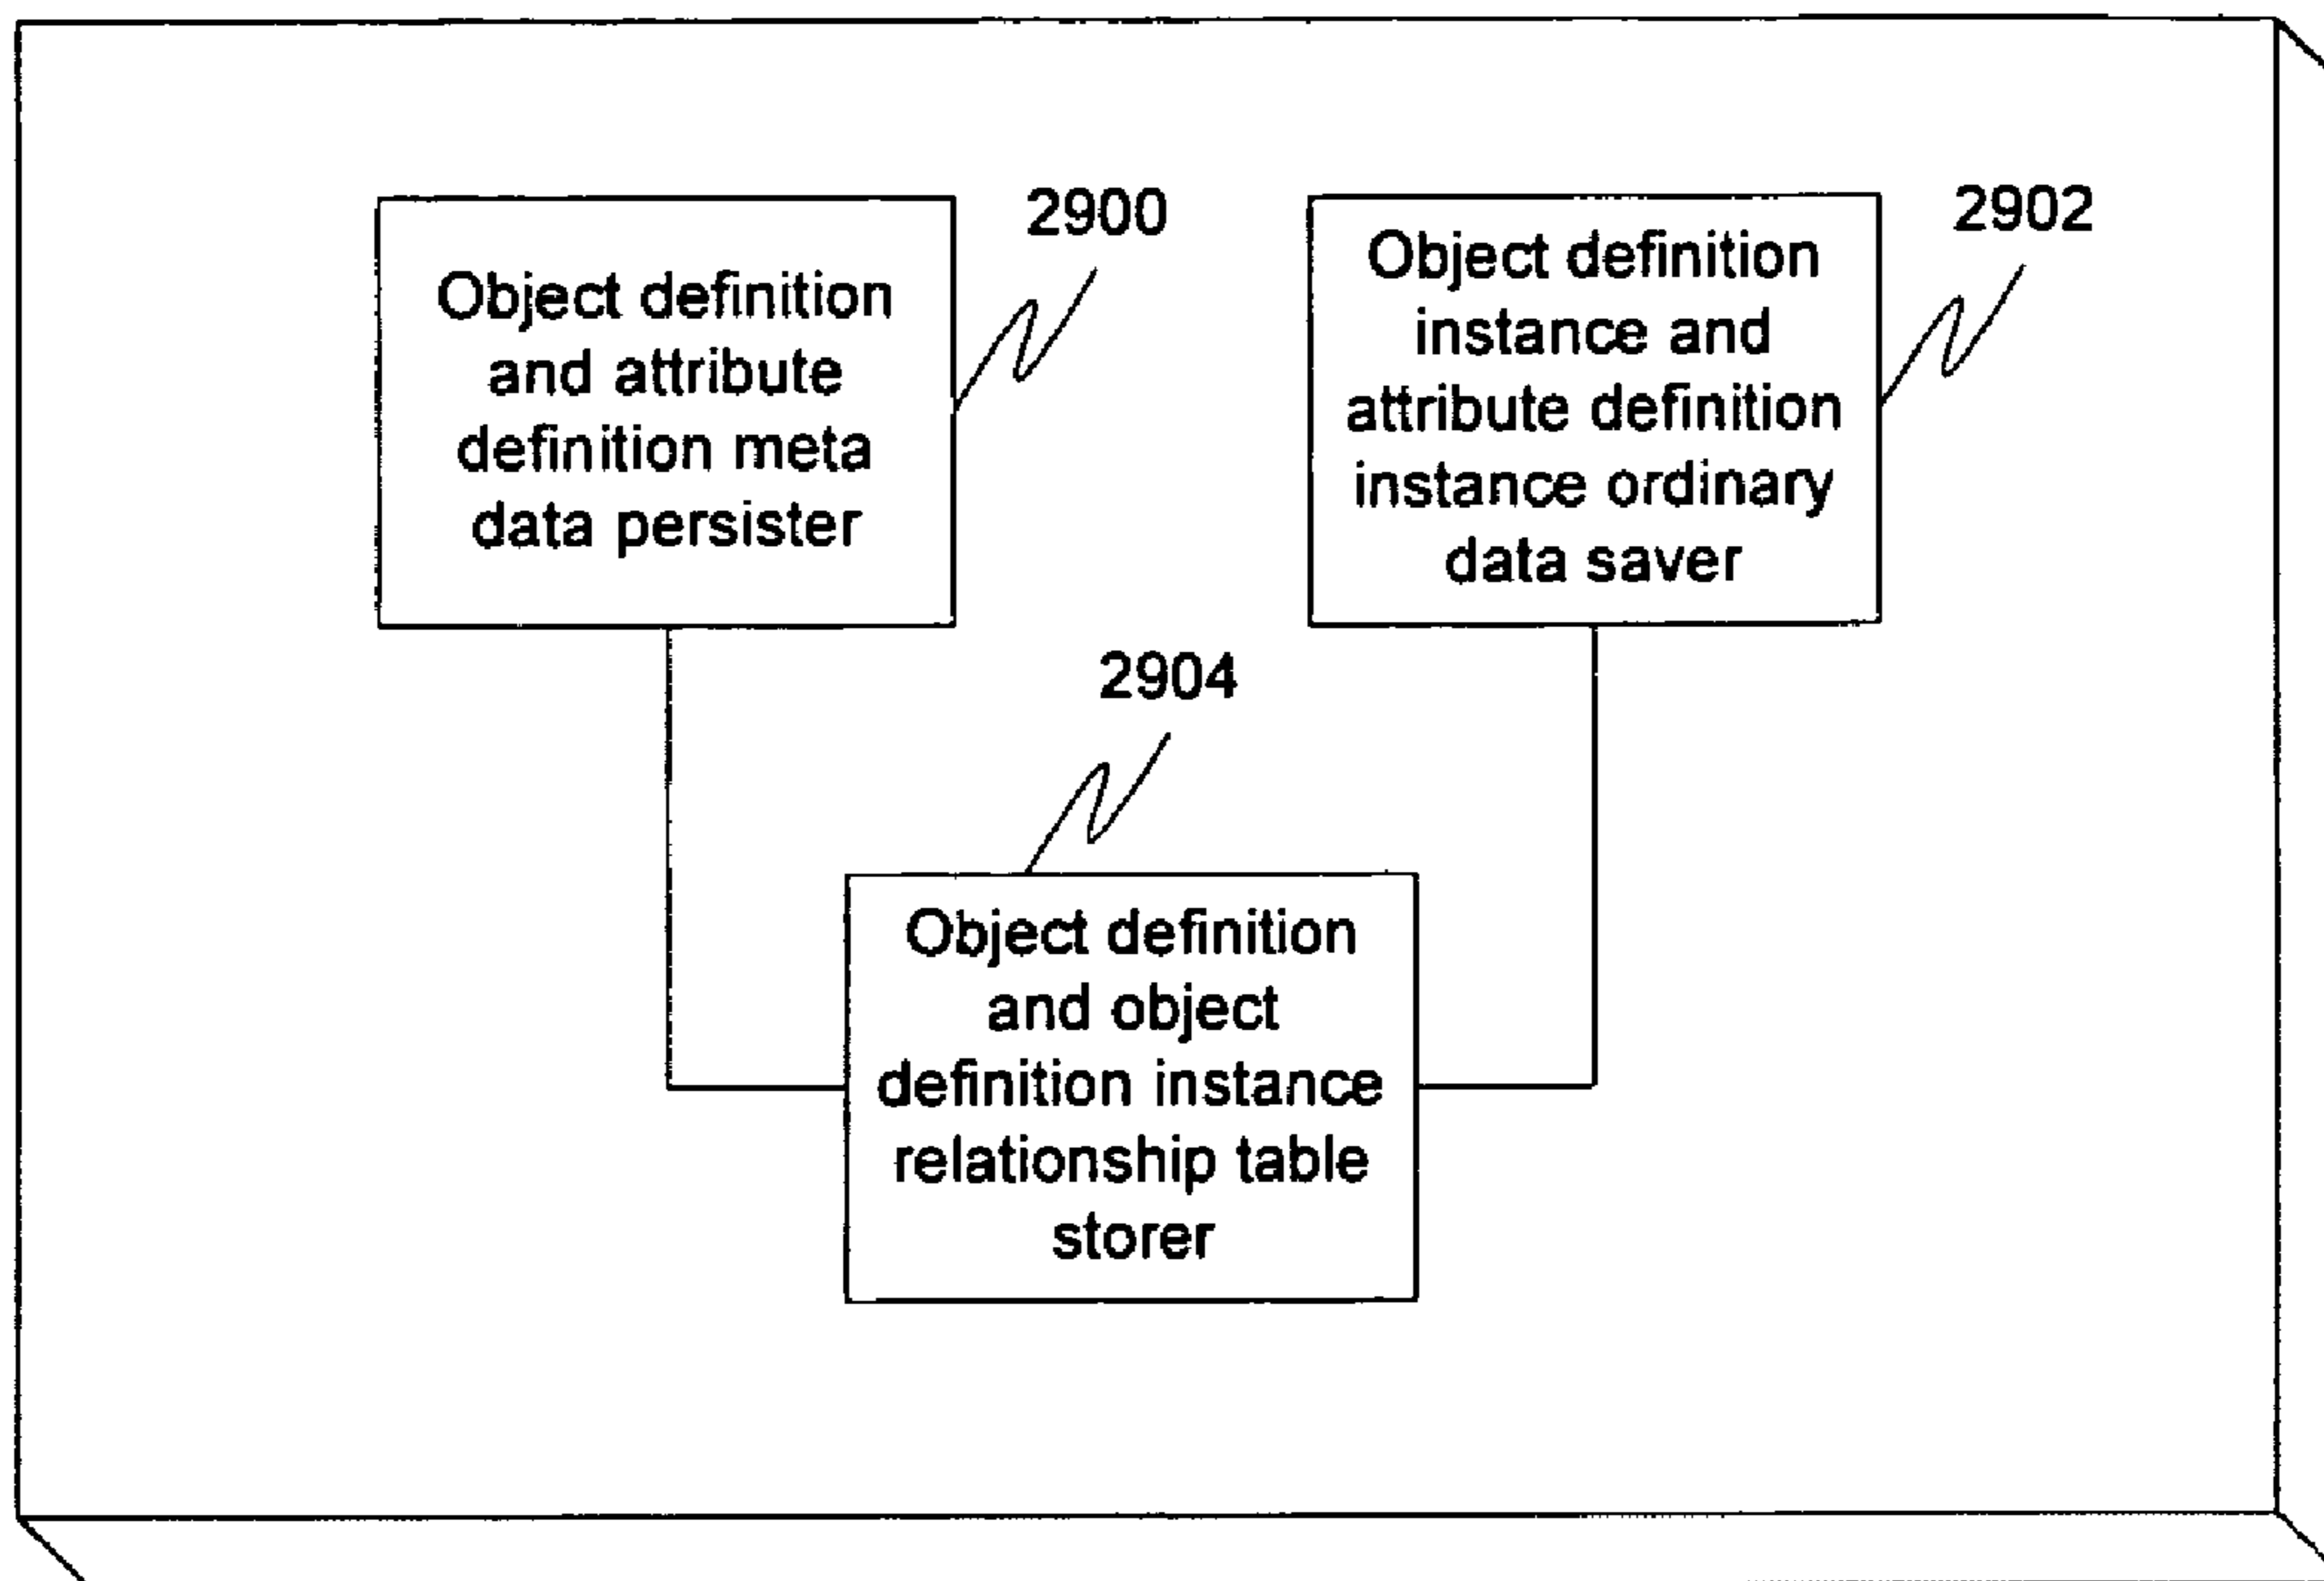 2900
Object definition
and attribute
definition meta
data persister
2902
Object definition
instance and
attribute definition
instance ordinary
data saver
2904
Object definition
and object
definition instance
relationship table
storer